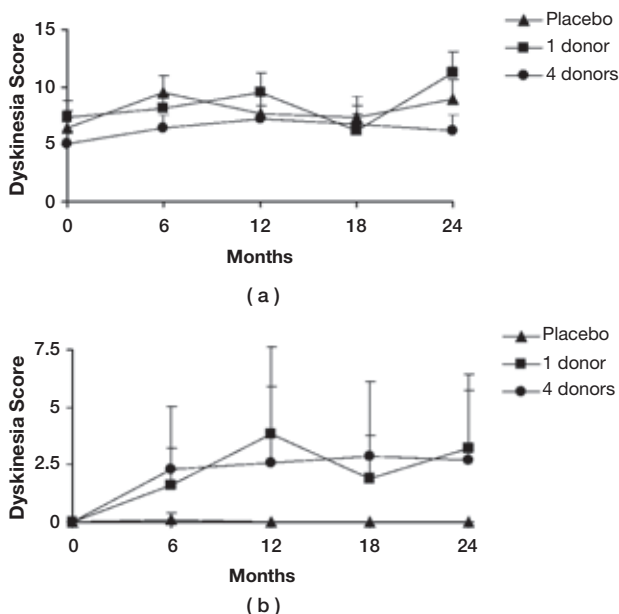 Placebo
1 donor
4 donors
Dyskinesia Score
15
10
5
0
0 6 12 18 24
Months
( a )
Placebo
1 donor
4 donors
Dyskinesia Score
7.5
5
2.5
0
0 6 12 18 24
Months
( b )